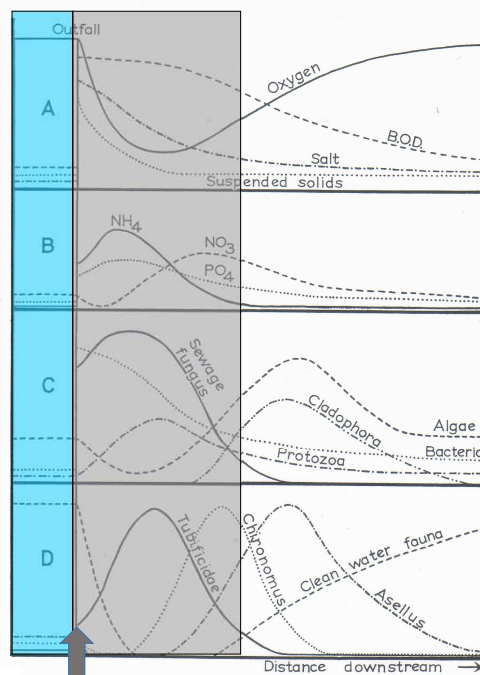 Outfall
A
Oxygen
B.O.D.
Salt
Suspended solids
B
NH4
NO3
PO4
C
Sewage
fungus
Cladophora
Algae
Bacteria
Protozoa
D
Tubificidae
Chironomus
Clean water fauna
Asellus
Distance downstream →